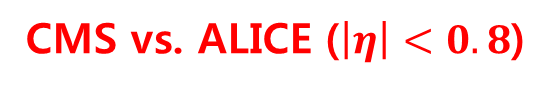 CMS vs. ALICE (|η| < 0.8)